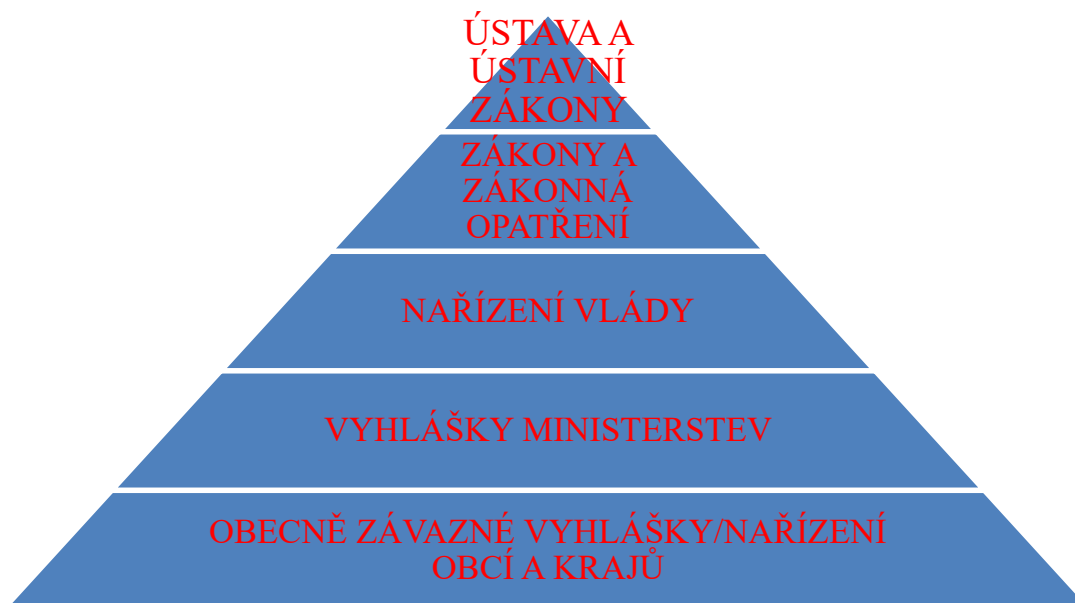 ÚSTAVA A
ÚSTAVNÍ
ZÁKONY
ZÁKONY A
ZÁKONNÁ
OPATŘENÍ
NAŘÍZENÍ VLÁDY
VYHLÁŠKY MINISTERSTEV
OBECNĚ ZÁVAZNÉ VYHLÁŠKY/NAŘÍZENÍ
OBCÍ A KRAJŮ